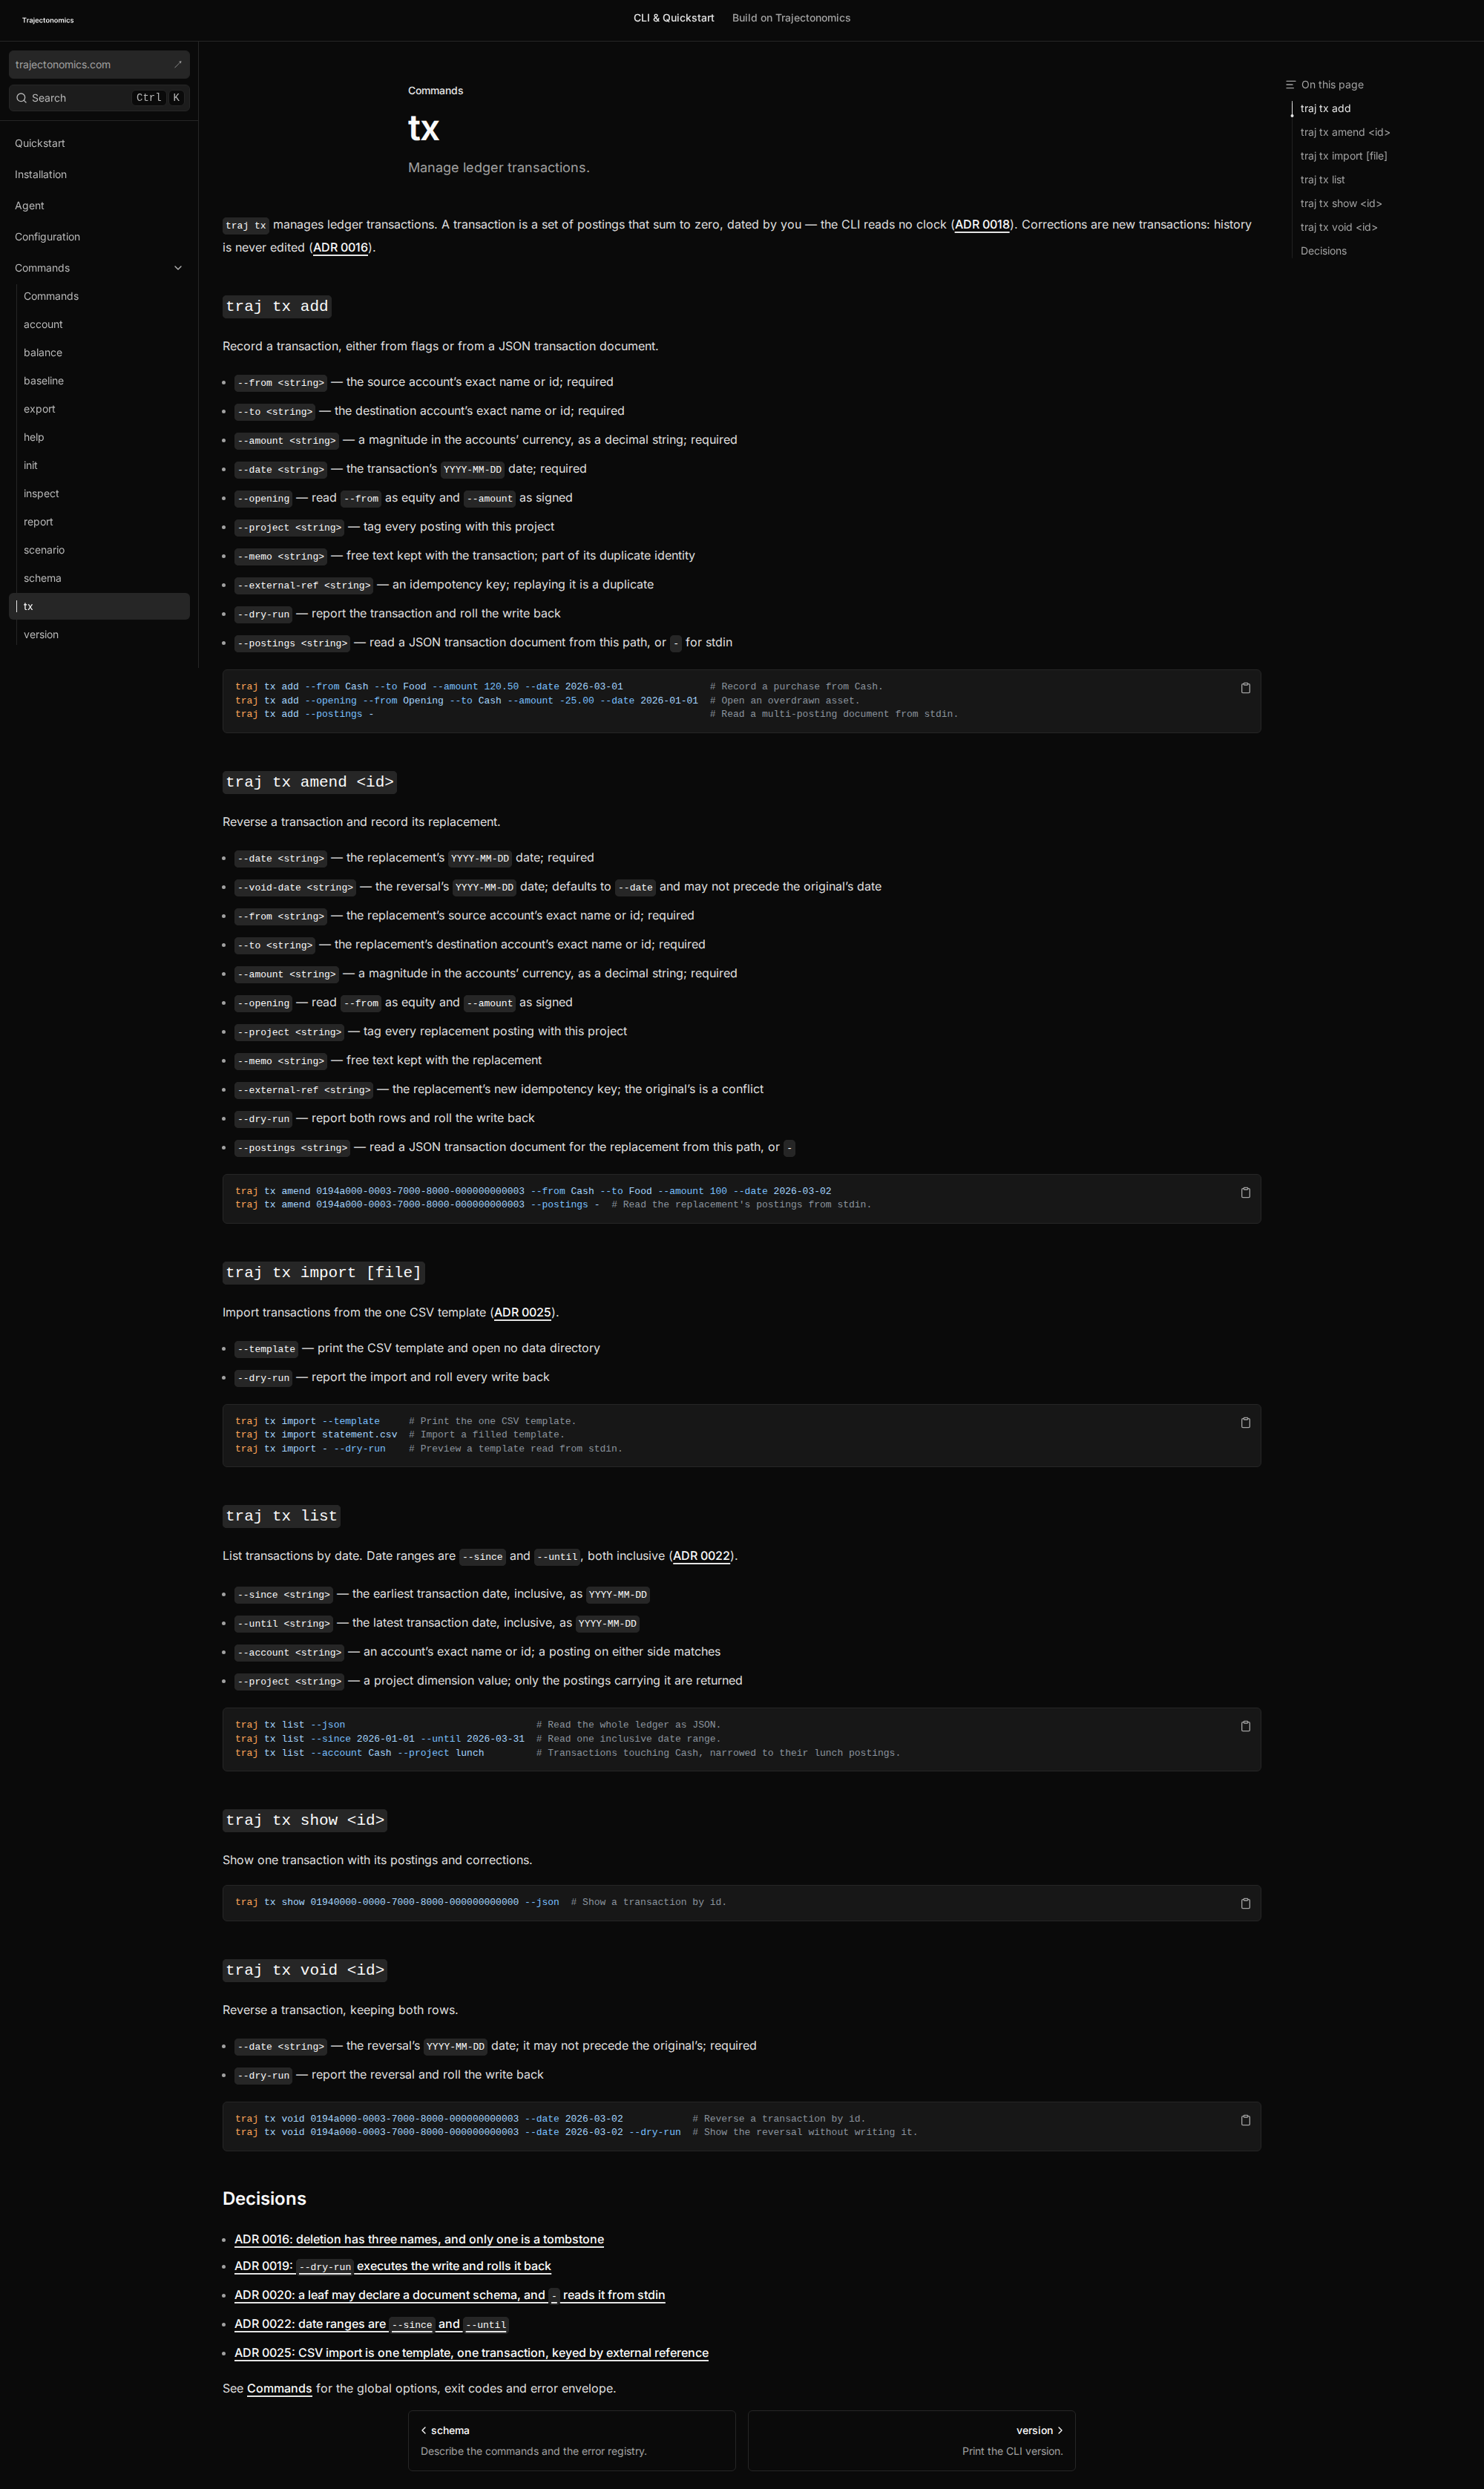 Trajectonomics
CLI & Quickstart
Build on Trajectonomics
trajectonomics.com
Search
Ctrl K
Quickstart
Installation
Agent
Configuration
Commands
Commands
account
balance
baseline
export
help
init
inspect
report
scenario
schema
tx
version
Commands
tx
Manage ledger transactions.
traj tx manages ledger transactions. A transaction is a set of postings that sum to zero, dated by you — the CLI reads no clock (ADR 0018). Corrections are new transactions: history
is never edited (ADR 0016).
traj tx add
Record a transaction, either from flags or from a JSON transaction document.
--from <string> — the source account’s exact name or id; required
--to <string> — the destination account’s exact name or id; required
--amount <string> — a magnitude in the accounts’ currency, as a decimal string; required
--date <string> — the transaction’s YYYY-MM-DD date; required
--opening — read --from as equity and --amount as signed
--project <string> — tag every posting with this project
--memo <string> — free text kept with the transaction; part of its duplicate identity
--external-ref <string> — an idempotency key; replaying it is a duplicate
--dry-run — report the transaction and roll the write back
--postings <string> — read a JSON transaction document from this path, or - for stdin
traj tx add --from Cash --to Food --amount 120.50 --date 2026-03-01 # Record a purchase from Cash.
traj tx add --opening --from Opening --to Cash --amount -25.00 --date 2026-01-01 # Open an overdrawn asset.
traj tx add --postings - # Read a multi-posting document from stdin.
traj tx amend <id>
Reverse a transaction and record its replacement.
--date <string> — the replacement’s YYYY-MM-DD date; required
--void-date <string> — the reversal’s YYYY-MM-DD date; defaults to --date and may not precede the original’s date
--from <string> — the replacement’s source account’s exact name or id; required
--to <string> — the replacement’s destination account’s exact name or id; required
--amount <string> — a magnitude in the accounts’ currency, as a decimal string; required
--opening — read --from as equity and --amount as signed
--project <string> — tag every replacement posting with this project
--memo <string> — free text kept with the replacement
--external-ref <string> — the replacement’s new idempotency key; the original’s is a conflict
--dry-run — report both rows and roll the write back
--postings <string> — read a JSON transaction document for the replacement from this path, or -
traj tx amend 0194a000-0003-7000-8000-000000000003 --from Cash --to Food --amount 100 --date 2026-03-02
traj tx amend 0194a000-0003-7000-8000-000000000003 --postings - # Read the replacement's postings from stdin.
traj tx import [file]
Import transactions from the one CSV template (ADR 0025).
--template — print the CSV template and open no data directory
--dry-run — report the import and roll every write back
traj tx import --template # Print the one CSV template.
traj tx import statement.csv # Import a filled template.
traj tx import - --dry-run # Preview a template read from stdin.
traj tx list
List transactions by date. Date ranges are --since and --until, both inclusive (ADR 0022).
--since <string> — the earliest transaction date, inclusive, as YYYY-MM-DD
--until <string> — the latest transaction date, inclusive, as YYYY-MM-DD
--account <string> — an account’s exact name or id; a posting on either side matches
--project <string> — a project dimension value; only the postings carrying it are returned
traj tx list --json # Read the whole ledger as JSON.
traj tx list --since 2026-01-01 --until 2026-03-31 # Read one inclusive date range.
traj tx list --account Cash --project lunch # Transactions touching Cash, narrowed to their lunch postings.
traj tx show <id>
Show one transaction with its postings and corrections.
traj tx show 01940000-0000-7000-8000-000000000000 --json # Show a transaction by id.
traj tx void <id>
Reverse a transaction, keeping both rows.
--date <string> — the reversal’s YYYY-MM-DD date; it may not precede the original’s; required
--dry-run — report the reversal and roll the write back
traj tx void 0194a000-0003-7000-8000-000000000003 --date 2026-03-02 # Reverse a transaction by id.
traj tx void 0194a000-0003-7000-8000-000000000003 --date 2026-03-02 --dry-run # Show the reversal without writing it.
Decisions
ADR 0016: deletion has three names, and only one is a tombstone
ADR 0019: --dry-run executes the write and rolls it back
ADR 0020: a leaf may declare a document schema, and - reads it from stdin
ADR 0022: date ranges are --since and --until
ADR 0025: CSV import is one template, one transaction, keyed by external reference
See Commands for the global options, exit codes and error envelope.
schema
Describe the commands and the error registry.
version
Print the CLI version.
On this page
traj tx add
traj tx amend <id>
traj tx import [file]
traj tx list
traj tx show <id>
traj tx void <id>
Decisions